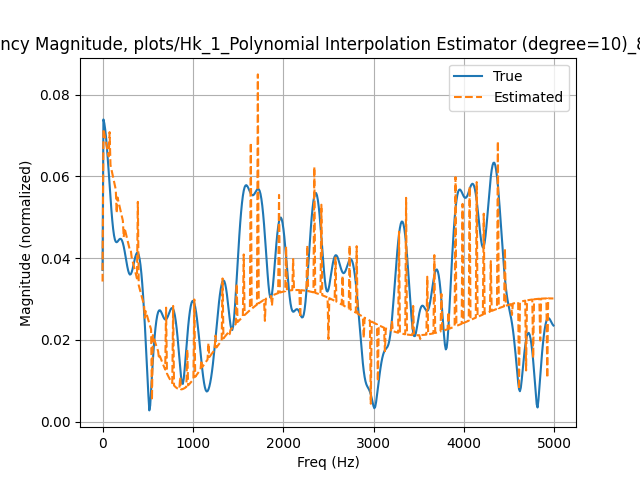 ncy Magnitude, plots/Hk_1_Polynomial Interpolation Estimator (degree=10)_8
True
Estimated
0.08
0.06
0.04
0.02
0.00
Magnitude (normalized)
0 1000 2000 3000 4000 5000
Freq (Hz)